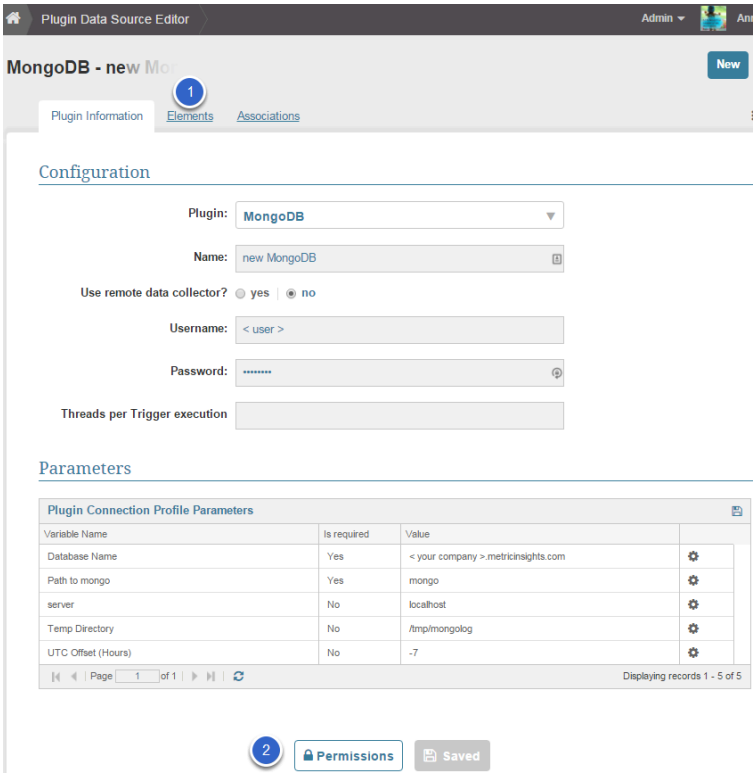 Plugin Data Source Editor
Admin
MongoDB - new Mo
New
1
Plugin Information Elements Associations
Configuration
Plugin: MongoDB
Name: new MongoDB
Use remote data collector? yes no
Username: < user >
Password: ••••••••
Threads per Trigger execution
Parameters
Plugin Connection Profile Parameters
Variable Name Is required Value
Database Name Yes < your company >.metricinsights.com
Path to mongo Yes mongo
server No localhost
Temp Directory No /tmp/mongolog
UTC Offset (Hours) No -7
Page 1 of 1 Displaying records 1 - 5 of 5
2 Permissions Saved